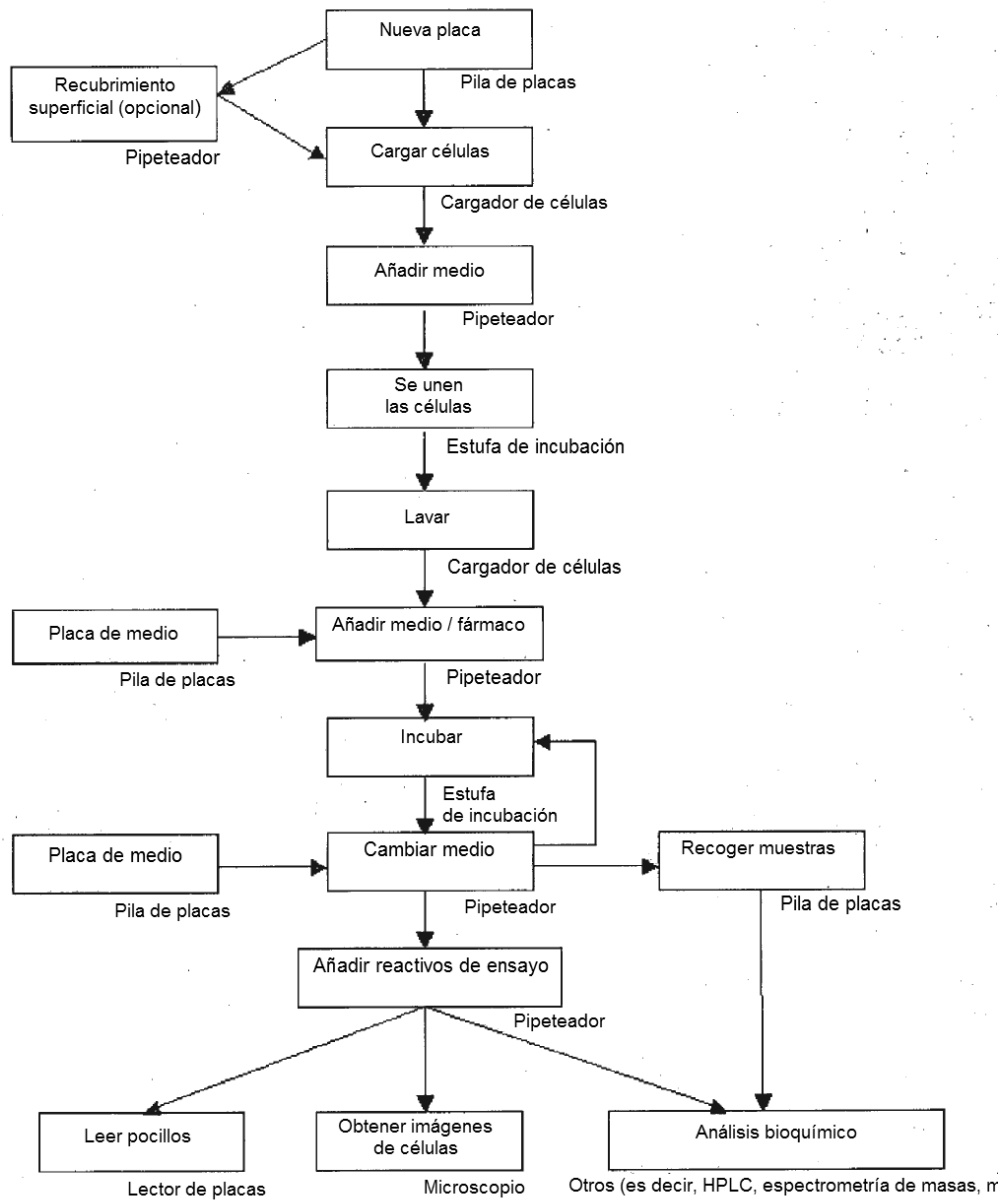 Nueva placa
Pila de placas
Recubrimiento
superficial (opcional)
Pipeteador
Cargar células
Cargador de células
Añadir medio
Pipeteador
Se unen
las células
Estufa de incubación
Lavar
Cargador de células
Placa de medio
Pila de placas
Añadir medio / fármaco
Pipeteador
Incubar
Estufa
de incubación
Placa de medio
Pila de placas
Cambiar medio
Pipeteador
Recoger muestras
Pila de placas
Añadir reactivos de ensayo
Pipeteador
Leer pocillos
Lector de placas
Obtener imágenes
de células
Microscopio
Análisis bioquímico
Otros (es decir, HPLC, espectrometría de masas,